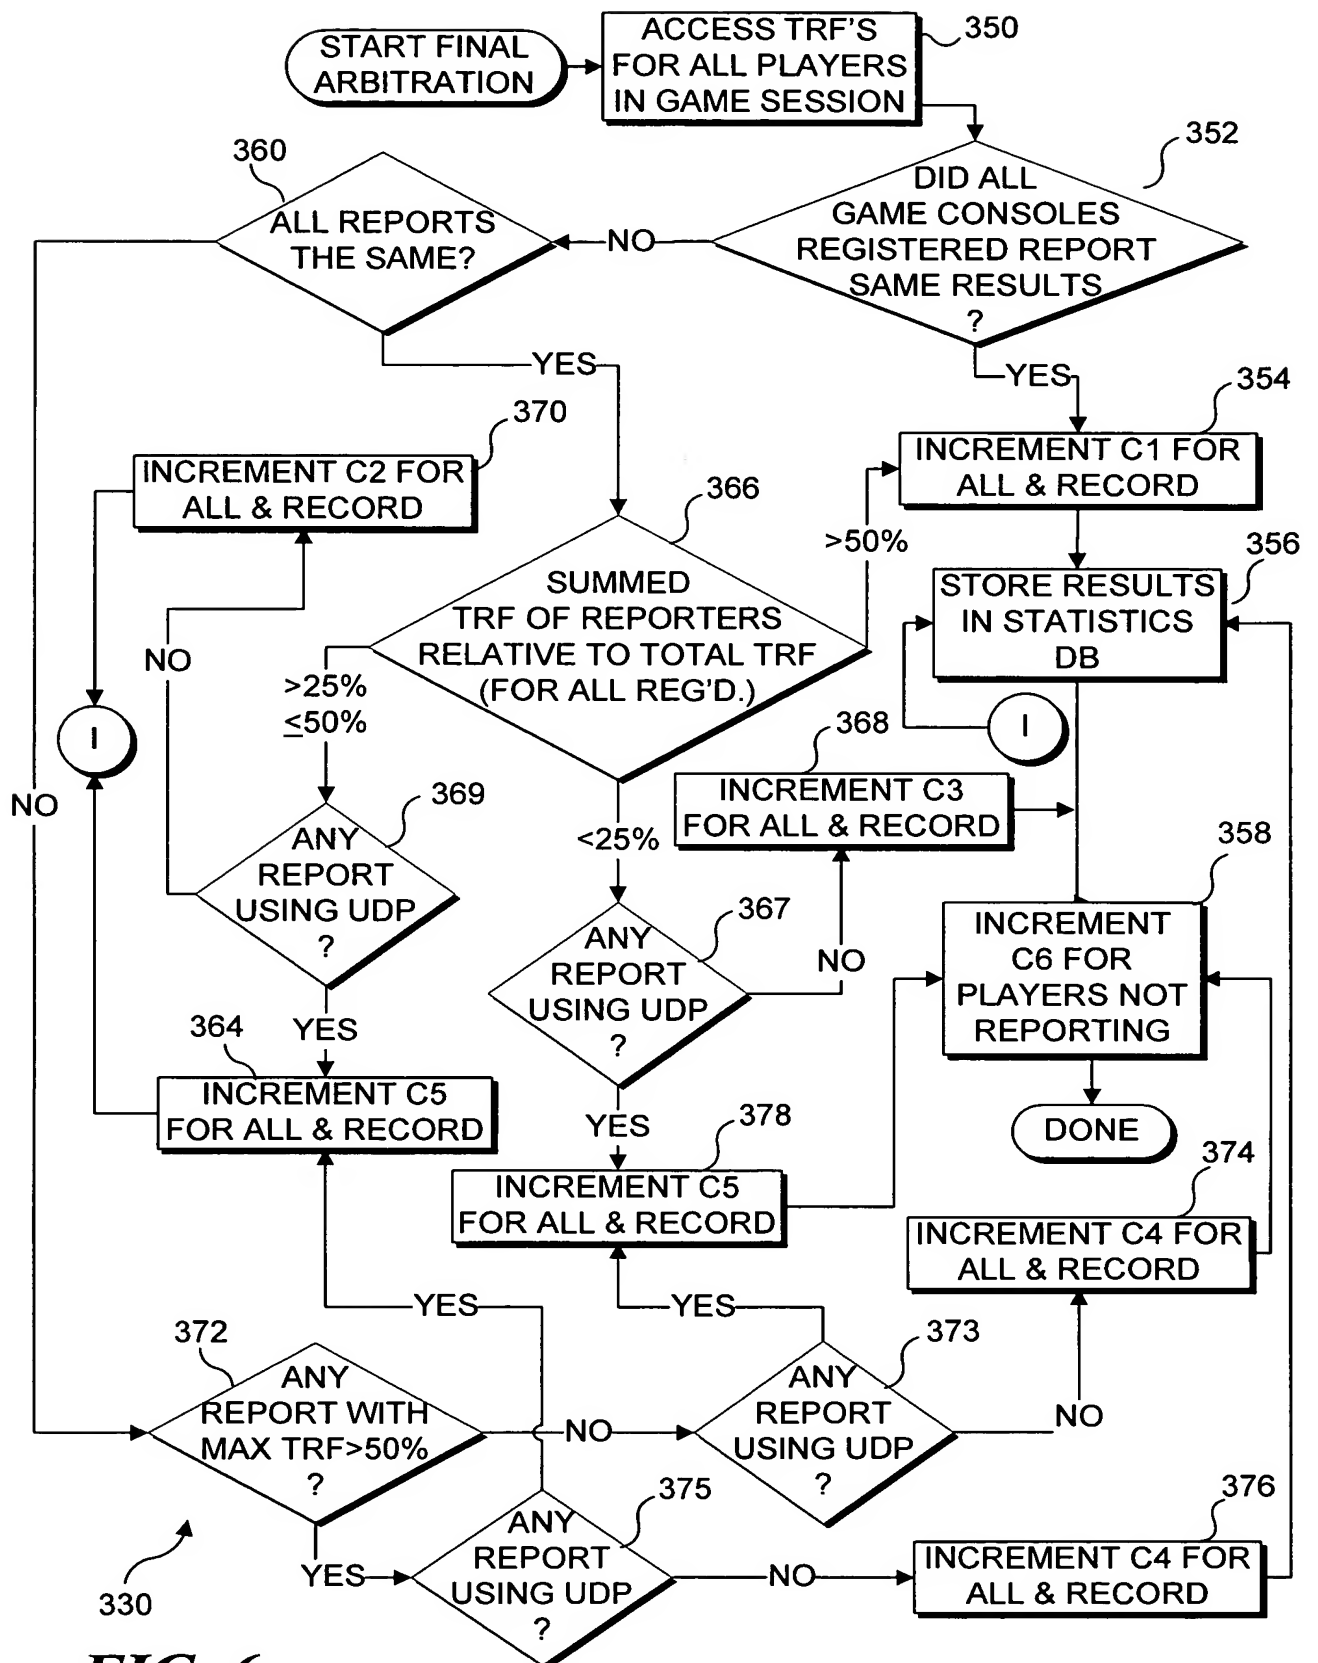 START FINAL
ARBITRATION
ACCESS TRF'S
FOR ALL PLAYERS
IN GAME SESSION
350
352
DID ALL
GAME CONSOLES
REGISTERED REPORT
SAME RESULTS
?
360
ALL REPORTS
THE SAME?
NO
YES
YES
354
INCREMENT C1 FOR
ALL & RECORD
370
INCREMENT C2 FOR
ALL & RECORD
366
SUMMED
TRF OF REPORTERS
RELATIVE TO TOTAL TRF
(FOR ALL REG'D.)
>50%
356
STORE RESULTS
IN STATISTICS
DB
NO
>25%
≤50%
I
I
368
INCREMENT C3
FOR ALL & RECORD
NO
369
ANY
REPORT
USING UDP
?
<25%
358
INCREMENT
C6 FOR
PLAYERS NOT
REPORTING
367
ANY
REPORT
USING UDP
?
NO
YES
364
INCREMENT C5
FOR ALL & RECORD
YES
378
INCREMENT C5
FOR ALL & RECORD
DONE
374
INCREMENT C4 FOR
ALL & RECORD
YES
YES
372
ANY
REPORT WITH
MAX TRF>50%
?
NO
373
ANY
REPORT
USING UDP
?
NO
375
ANY
REPORT
USING UDP
?
YES
NO
376
INCREMENT C4 FOR
ALL & RECORD
330
FIG. 6